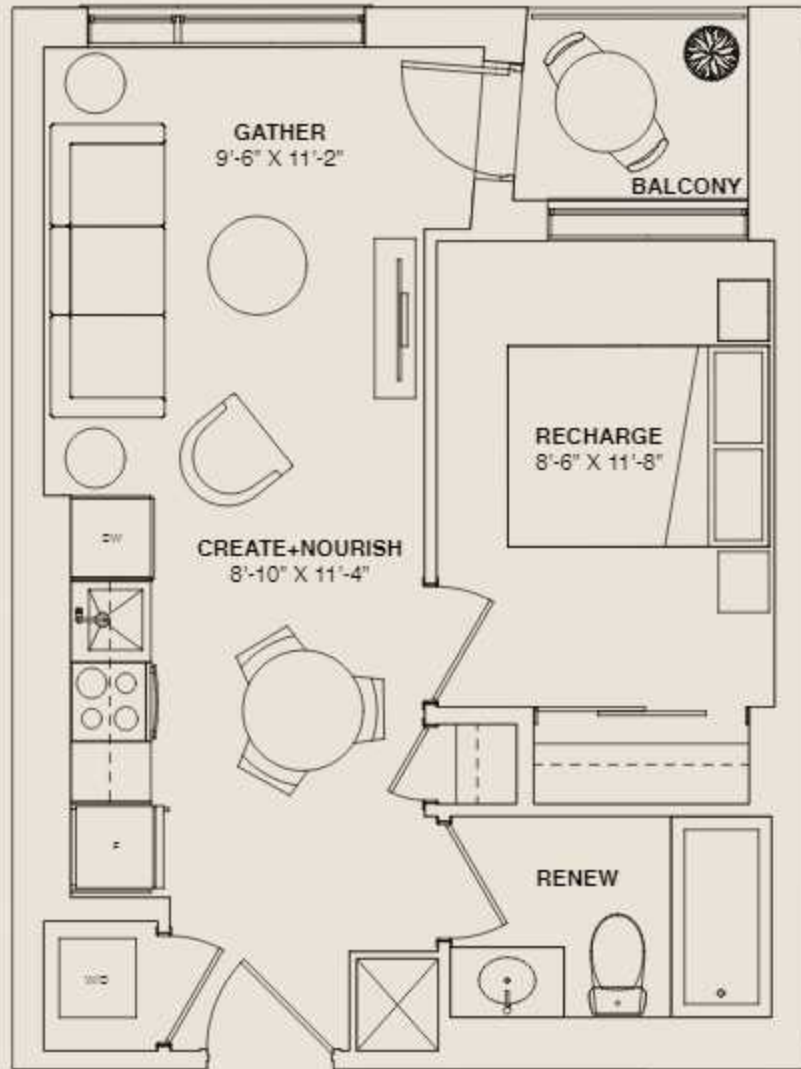 GATHER
9'-6" X 11'-2"
BALCONY
RECHARGE
8'-6" X 11'-8"
DW
CREATE+NOURISH
8'-10" X 11'-4"
F
RENEW
W/D